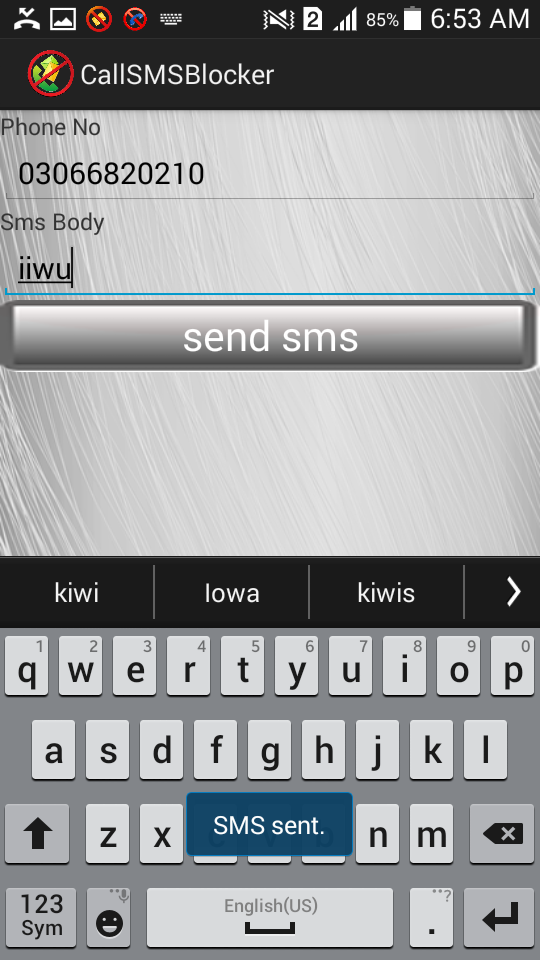 2 85% 6:53 AM
CallSMSBlocker
Phone No
03066820210
Sms Body
iiwu
send sms
kiwi Iowa kiwis
1 2 3 4 5 6 7 8 9 0
q w e r t y u i o p
a s d f g h j k l
z x c v b n m
SMS sent.
English(US)
123
Sym
. ?